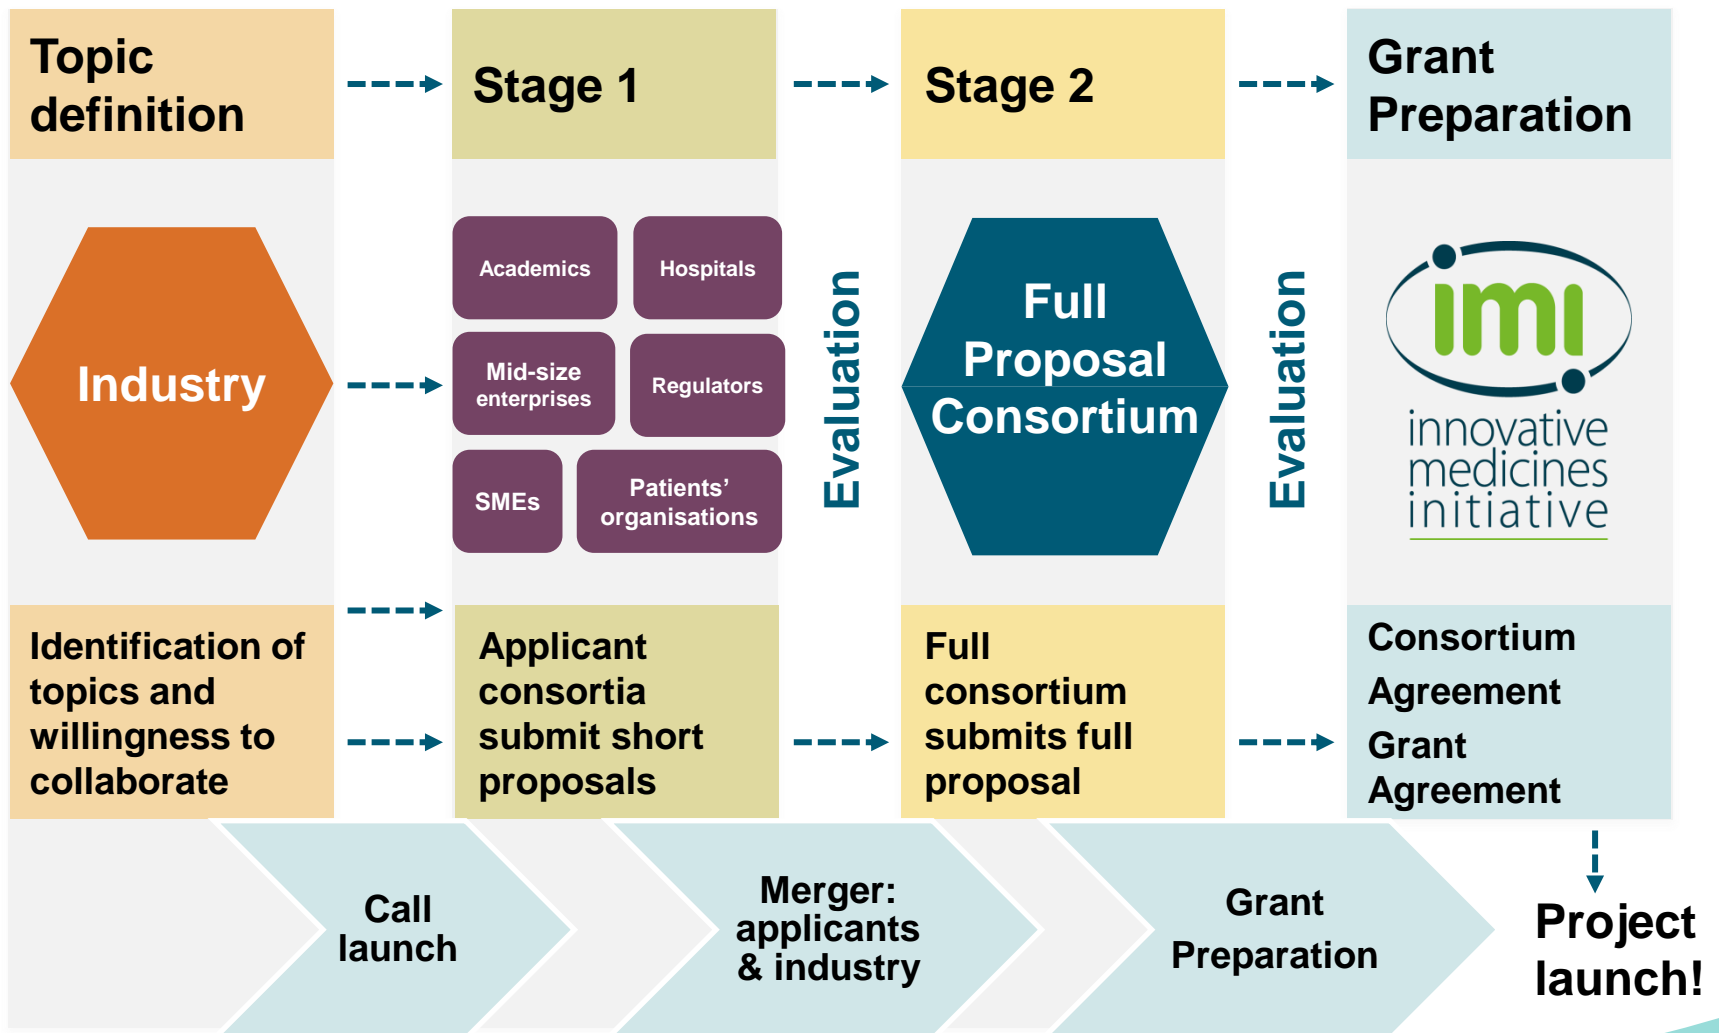 Topic
definition
Stage 1
Stage 2
Grant
Preparation
Industry
Academics
Hospitals
Mid-size
enterprises
Regulators
SMEs
Patients’
organisations
Evaluation
Full
Proposal
Consortium
Evaluation
imi
innovative
medicines
initiative
Identification of
topics and
willingness to
collaborate
Applicant
consortia
submit short
proposals
Full
consortium
submits full
proposal
Consortium
Agreement
Grant
Agreement
Call
launch
Merger:
applicants
& industry
Grant
Preparation
Project
launch!